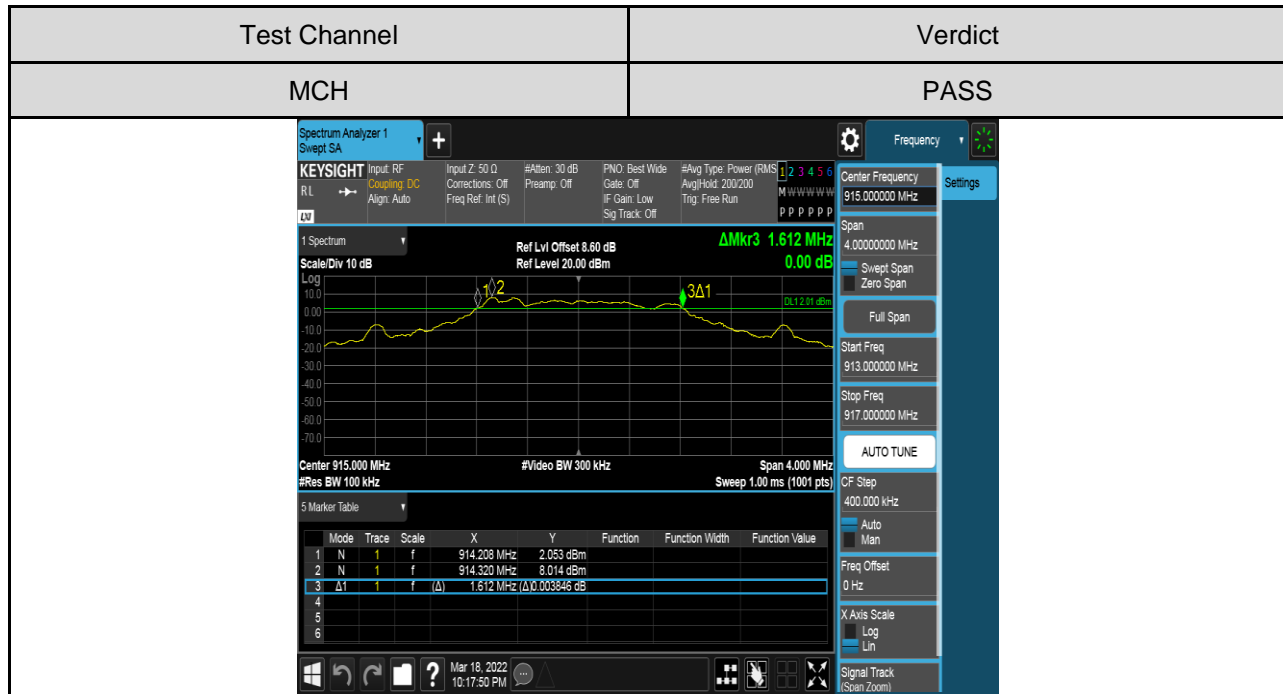 Test Channel Verdict
MCH PASS
Spectrum Analyzer 1
Swept SA
+
Frequency
KEYSIGHT Input: RF Input Z: 50 Ω #Atten: 30 dB PNO: Best Wide #Avg Type: Power (RMS 1 2 3 4 5 6
RL Coupling: DC Corrections: Off Preamp: Off Gate: Off Avg|Hold: 200/200 M W W W W W
Align: Auto Freq Ref: Int (S) IF Gain: Low Trig: Free Run
LXI Sig Track: Off P P P P P P
Center Frequency
915.000000 MHz
Settings
Span
4.00000000 MHz
Swept Span
Zero Span
Full Span
Start Freq
913.000000 MHz
Stop Freq
917.000000 MHz
AUTO TUNE
CF Step
400.000 kHz
Auto
Man
Freq Offset
0 Hz
X Axis Scale
Log
Lin
Signal Track
(Span Zoom)
1 Spectrum Ref Lvl Offset 8.60 dB ΔMkr3 1.612 MHz
Scale/Div 10 dB Ref Level 20.00 dBm 0.00 dB
Log
1 2 3Δ1
10.0
DL1 2.01 dBm
0.00
-10.0
-20.0
-30.0
-40.0
-50.0
-60.0
-70.0
Center 915.000 MHz #Video BW 300 kHz Span 4.000 MHz
#Res BW 100 kHz Sweep 1.00 ms (1001 pts)
5 Marker Table
Mode Trace Scale X Y Function Function Width Function Value
1 N 1 f 914.208 MHz 2.053 dBm
2 N 1 f 914.320 MHz 8.014 dBm
3 Δ1 1 f (Δ) 1.612 MHz (Δ)0.003846 dB
4
5
6
? Mar 18, 2022
10:17:50 PM